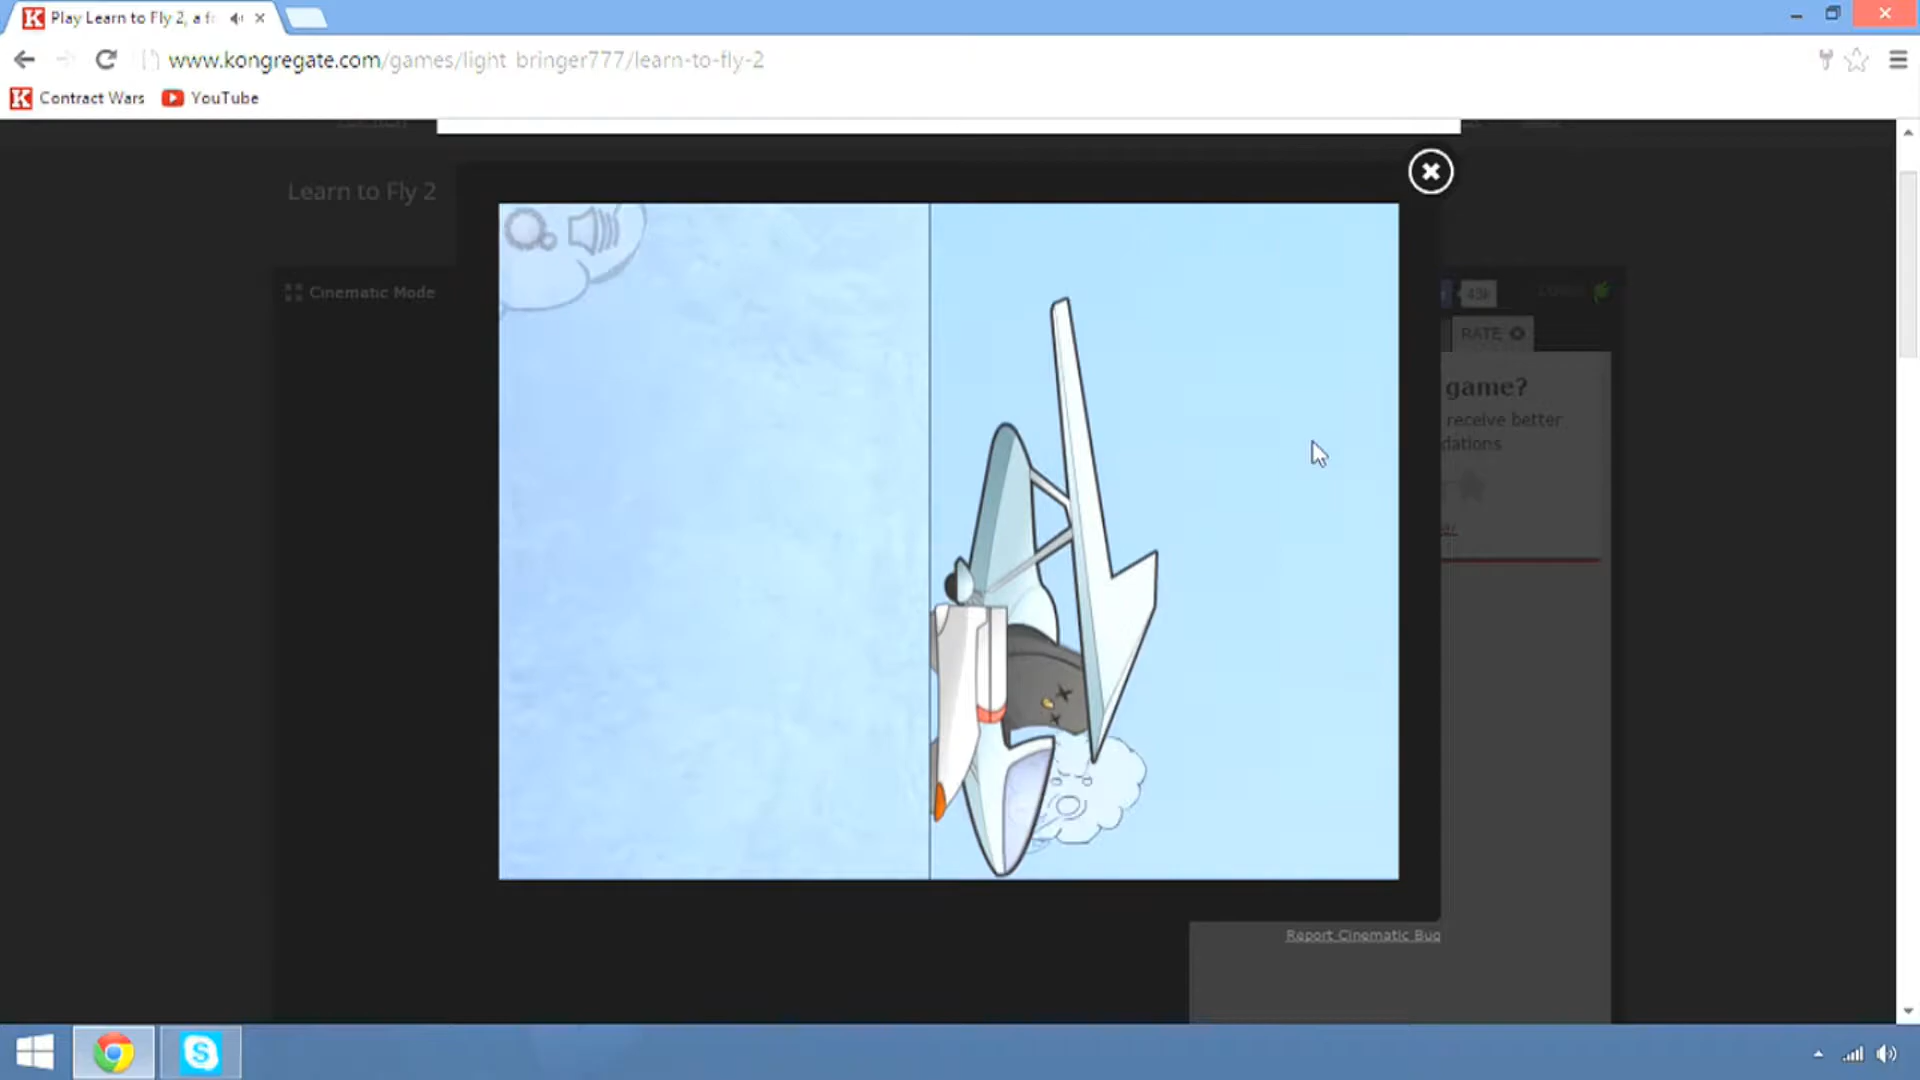 Play Learn to Fly 2, a f
www.kongregate.com/games/light_bringer777/learn-to-fly-2
Contract Wars
YouTube
Learn to Fly 2
Cinematic Mode
43k
RATE
game?
receive better
dations
Report Cinematic Bug